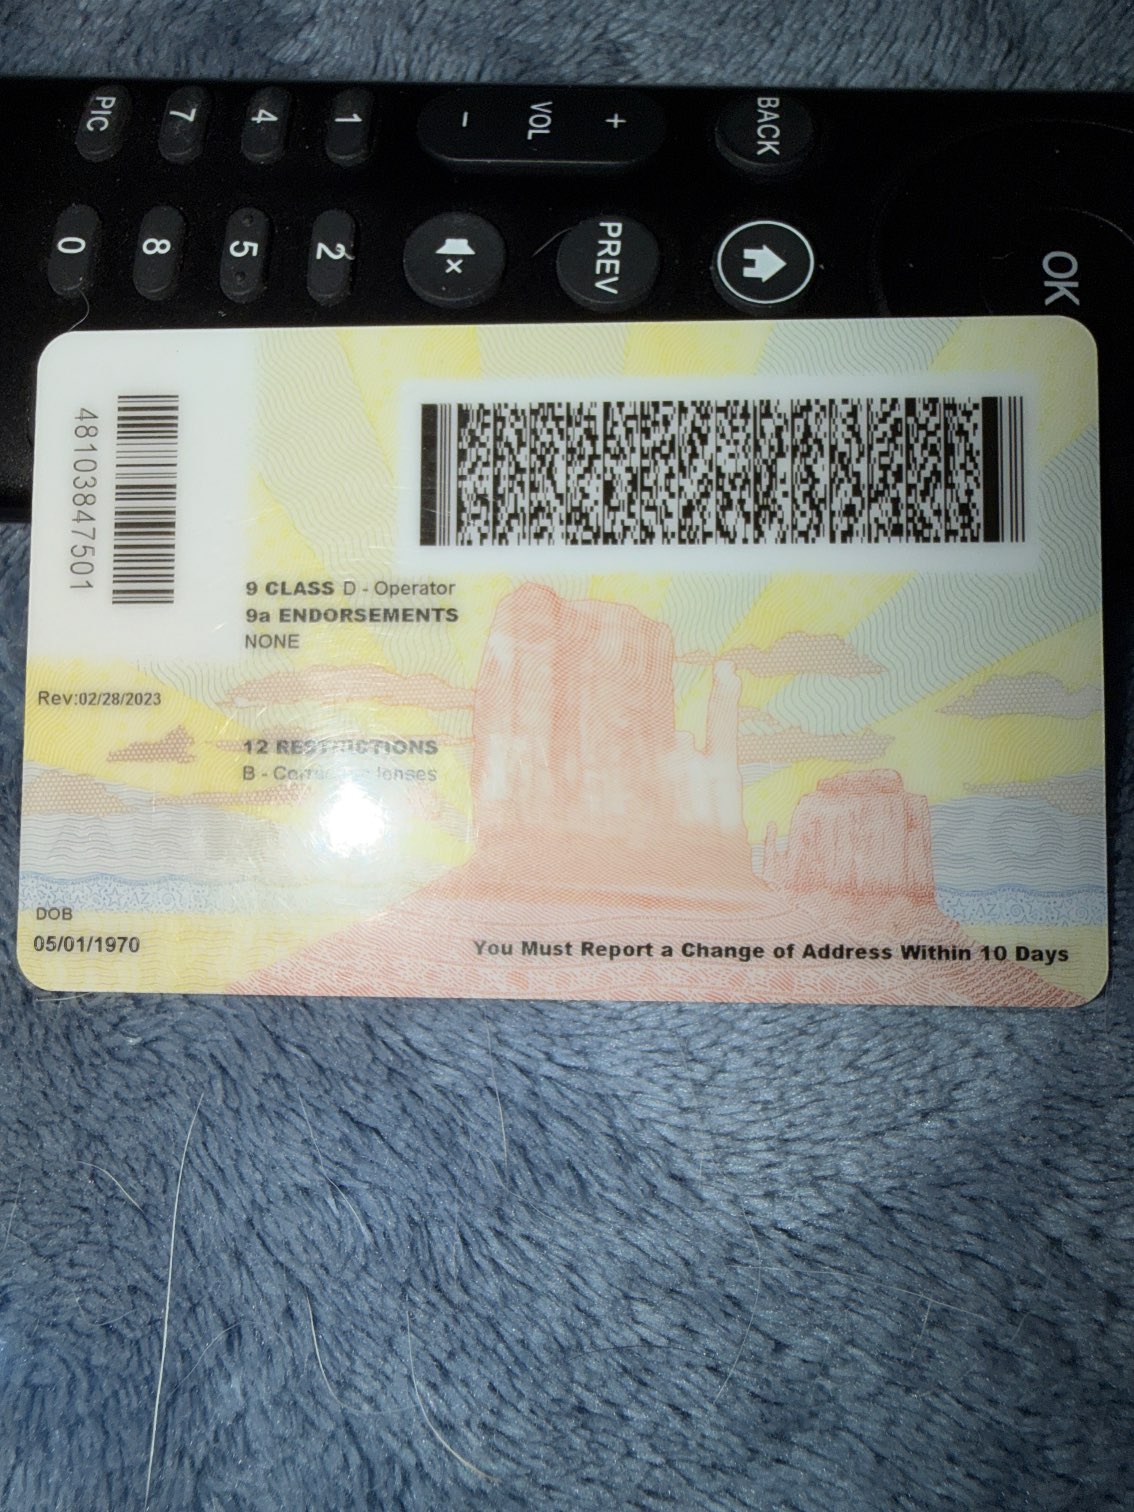 PIC
7
4
1
-
VOL
+
BACK
0
8
5
2
PREV
OK
48103847501
9 CLASS D - Operator
9a ENDORSEMENTS
NONE
Rev:02/28/2023
12 RESTRICTIONS
B - lenses
DOB
05/01/1970
You Must Report a Change of Address Within 10 Days